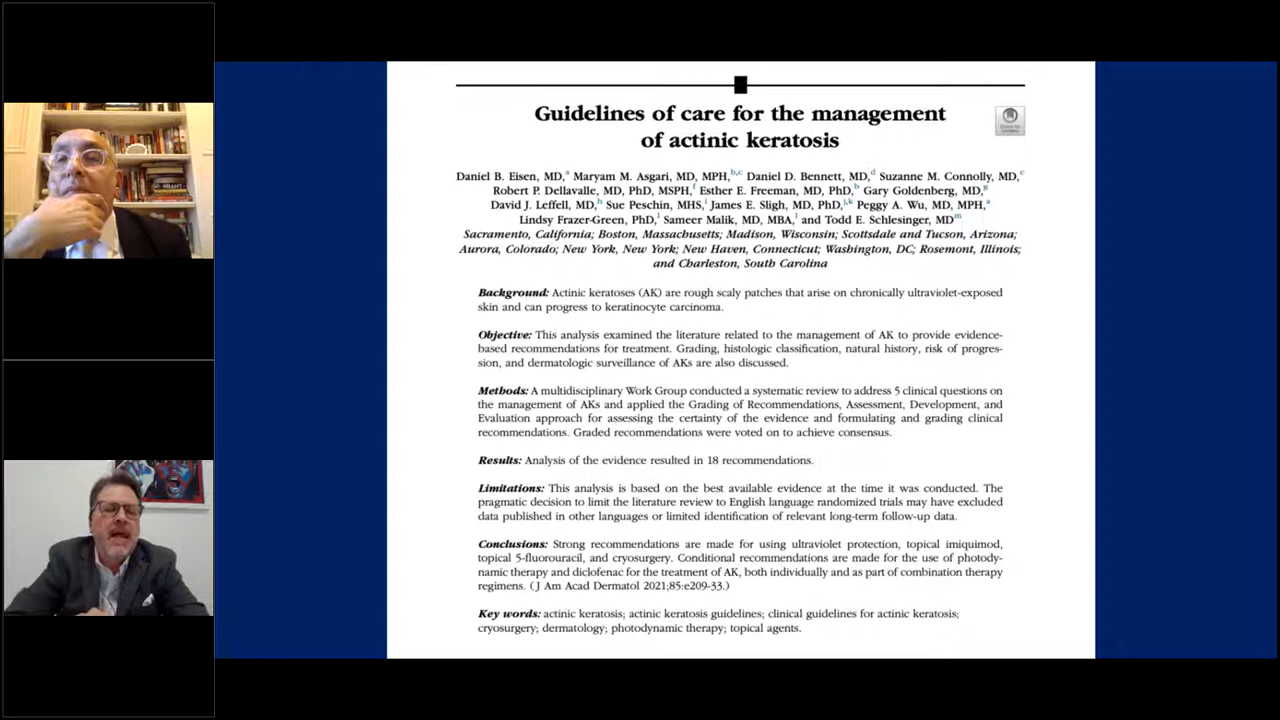 Guidelines of care for the management
of actinic keratosis
Daniel B. Eisen, MD,a Maryam M. Asgari, MD, MPH,b,c Daniel D. Bennett, MD,d Suzanne M. Connolly, MD,e
Robert P. Dellavalle, MD, PhD, MSPH,f Esther E. Freeman, MD, PhD,b Gary Goldenberg, MD,g
David J. Leffell, MD,h Sue Peschin, MHS,i James E. Sligh, MD, PhD,j,k Peggy A. Wu, MD, MPH,a
Lindsy Frazer-Green, PhD,l Sameer Malik, MD, MBA,l and Todd E. Schlesinger, MDm
Sacramento, California; Boston, Massachusetts; Madison, Wisconsin; Scottsdale and Tucson, Arizona;
Aurora, Colorado; New York, New York; New Haven, Connecticut; Washington, DC; Rosemont, Illinois;
and Charleston, South Carolina
Background: Actinic keratoses (AK) are rough scaly patches that arise on chronically ultraviolet-exposed
skin and can progress to keratinocyte carcinoma.
Objective: This analysis examined the literature related to the management of AK to provide evidence-
based recommendations for treatment. Grading, histologic classification, natural history, risk of progres-
sion, and dermatologic surveillance of AKs are also discussed.
Methods: A multidisciplinary Work Group conducted a systematic review to address 5 clinical questions on
the management of AKs and applied the Grading of Recommendations, Assessment, Development, and
Evaluation approach for assessing the certainty of the evidence and formulating and grading clinical
recommendations. Graded recommendations were voted on to achieve consensus.
Results: Analysis of the evidence resulted in 18 recommendations.
Limitations: This analysis is based on the best available evidence at the time it was conducted. The
pragmatic decision to limit the literature review to English language randomized trials may have excluded
data published in other languages or limited identification of relevant long-term follow-up data.
Conclusions: Strong recommendations are made for using ultraviolet protection, topical imiquimod,
topical 5-fluorouracil, and cryosurgery. Conditional recommendations are made for the use of photody-
namic therapy and diclofenac for the treatment of AK, both individually and as part of combination therapy
regimens. ( J Am Acad Dermatol 2021;85:e209-33.)
Key words: actinic keratosis; actinic keratosis guidelines; clinical guidelines for actinic keratosis;
cryosurgery; dermatology; photodynamic therapy; topical agents.